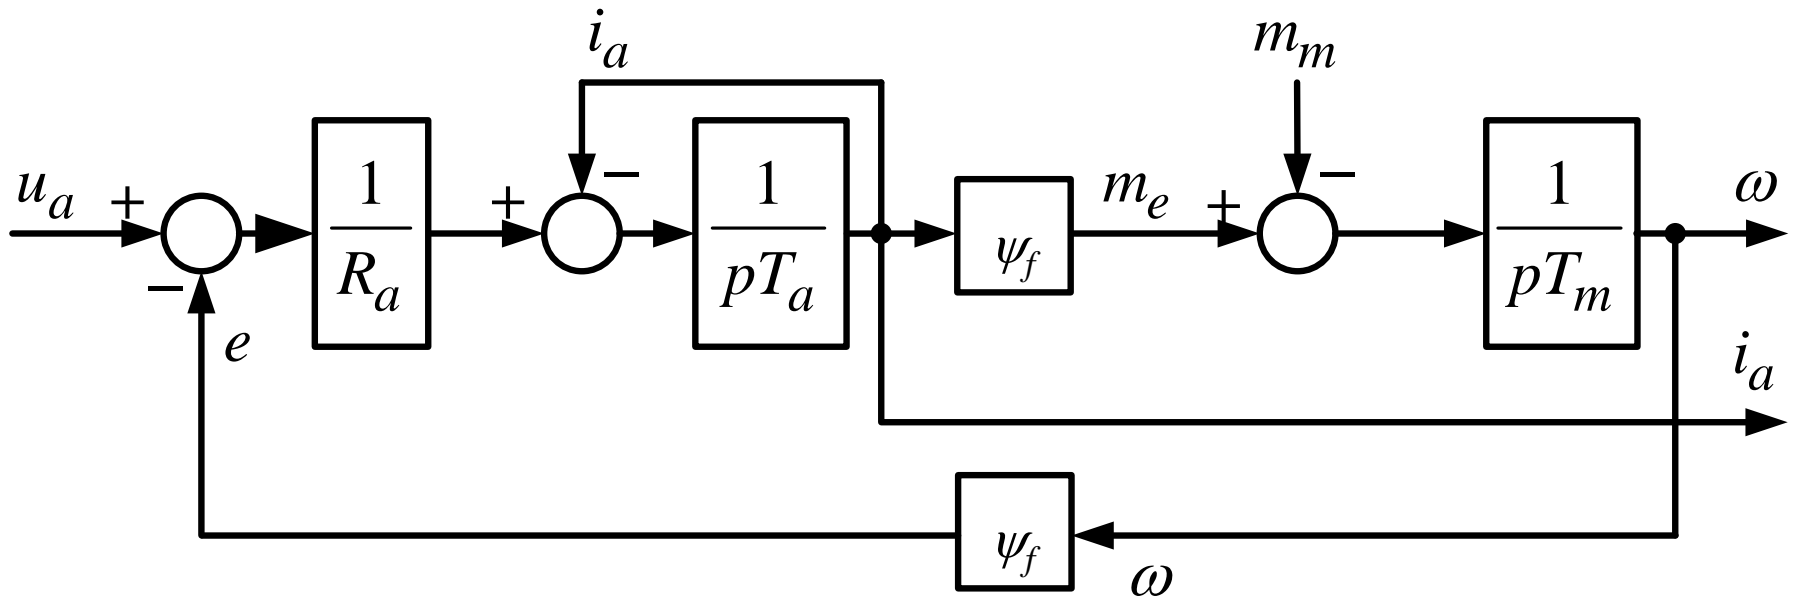 i_a
m_m
u_a + − e
1/R_a
+ −
1/(pT_a)
ψ_f
m_e + −
1/(pT_m)
ω
i_a
ψ_f
ω